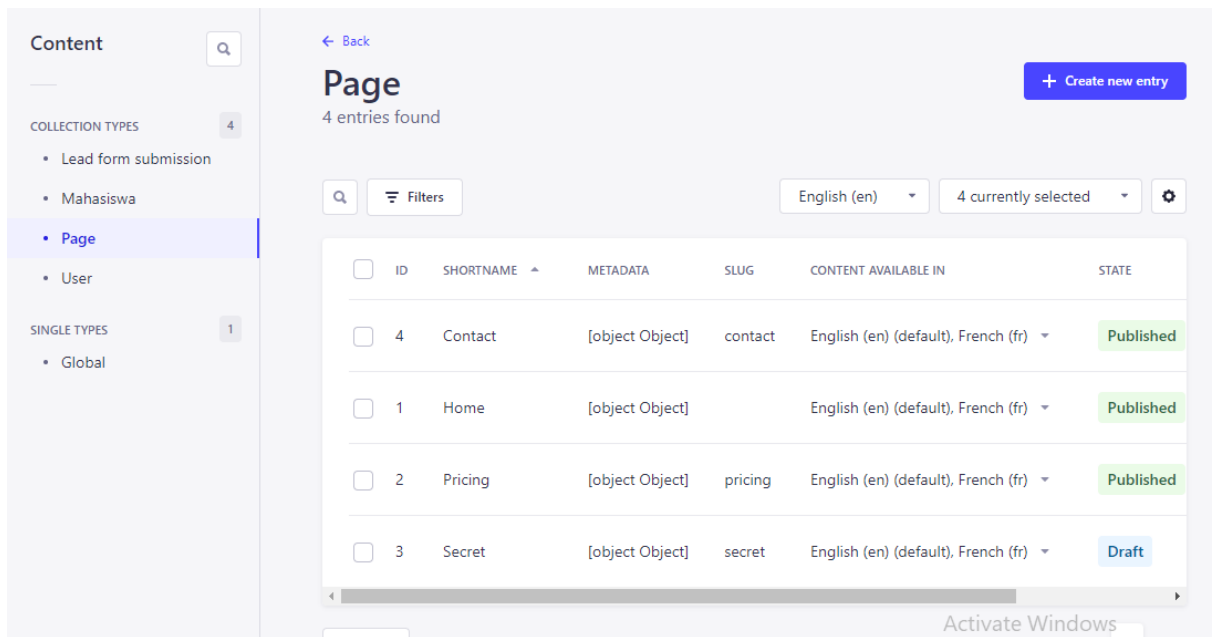 Content
COLLECTION TYPES 4
Lead form submission
Mahasiswa
Page
User
SINGLE TYPES 1
Global
Back
Page
4 entries found
Create new entry
Filters
English (en)
4 currently selected
ID SHORTNAME METADATA SLUG CONTENT AVAILABLE IN STATE
4 Contact [object Object] contact English (en) (default), French (fr) Published
1 Home [object Object] English (en) (default), French (fr) Published
2 Pricing [object Object] pricing English (en) (default), French (fr) Published
3 Secret [object Object] secret English (en) (default), French (fr) Draft
Activate Windows